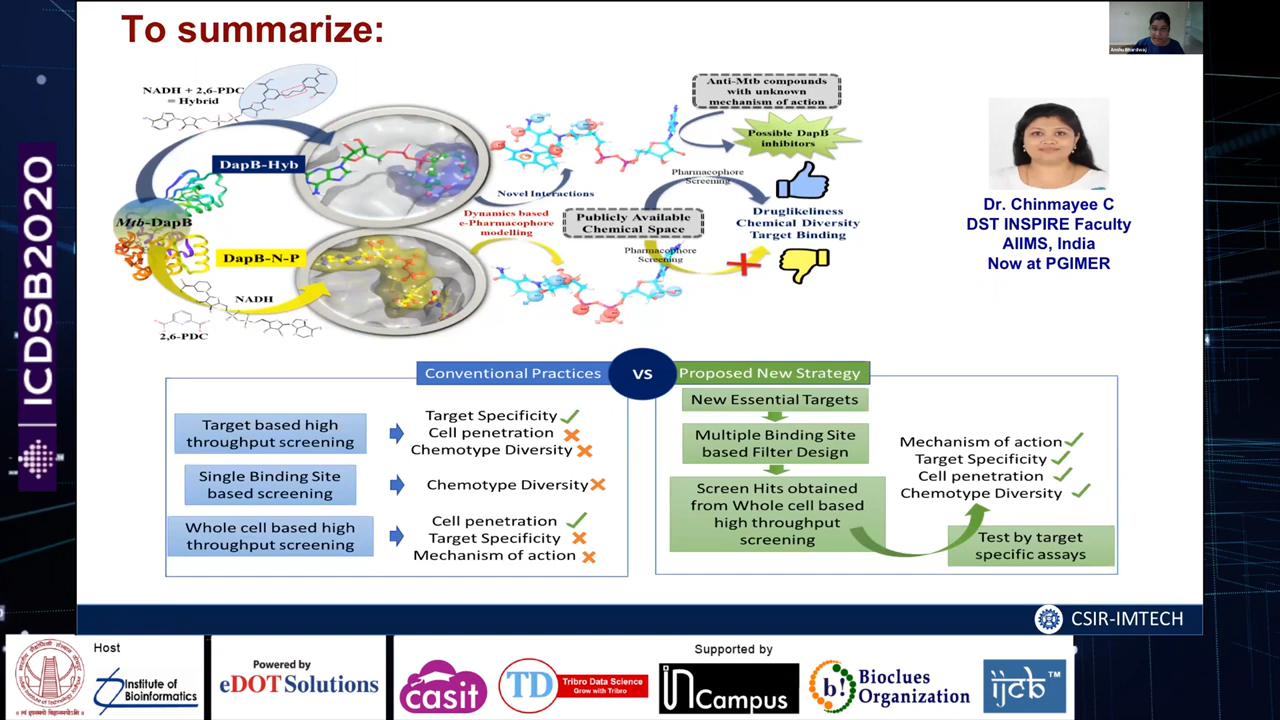 To summarize:
Anshu Bhardwaj
ICDSB2020
NADH + 2,6-PDC
= Hybrid
DapB-Hyb
Mtb-DapB
DapB-N-P
NADH
2,6-PDC
Novel Interactions
Dynamics based
e-Pharmacophore
modelling
Anti-Mtb compounds
with unknown
mechanism of action
Possible DapB
inhibitors
Pharmacophore
Screening
Publicly Available
Chemical Space
Pharmacophore
Screening
Druglikeliness
Chemical Diversity
Target Binding
Dr. Chinmayee C
DST INSPIRE Faculty
AIIMS, India
Now at PGIMER
Conventional Practices
VS
Proposed New Strategy
Target based high
throughput screening
Target Specificity
Cell penetration
Chemotype Diversity
Single Binding Site
based screening
Chemotype Diversity
Whole cell based high
throughput screening
Cell penetration
Target Specificity
Mechanism of action
New Essential Targets
Multiple Binding Site
based Filter Design
Screen Hits obtained
from Whole cell based
high throughput
screening
Mechanism of action
Target Specificity
Cell penetration
Chemotype Diversity
Test by target
specific assays
CSIR-IMTECH
Host
Institute of
Bioinformatics
Powered by
eDOT Solutions
Supported by
casit
TD
Tribro Data Science
Grow with Tribro
inCampus
b!
Bioclues
Organization
ijcb™